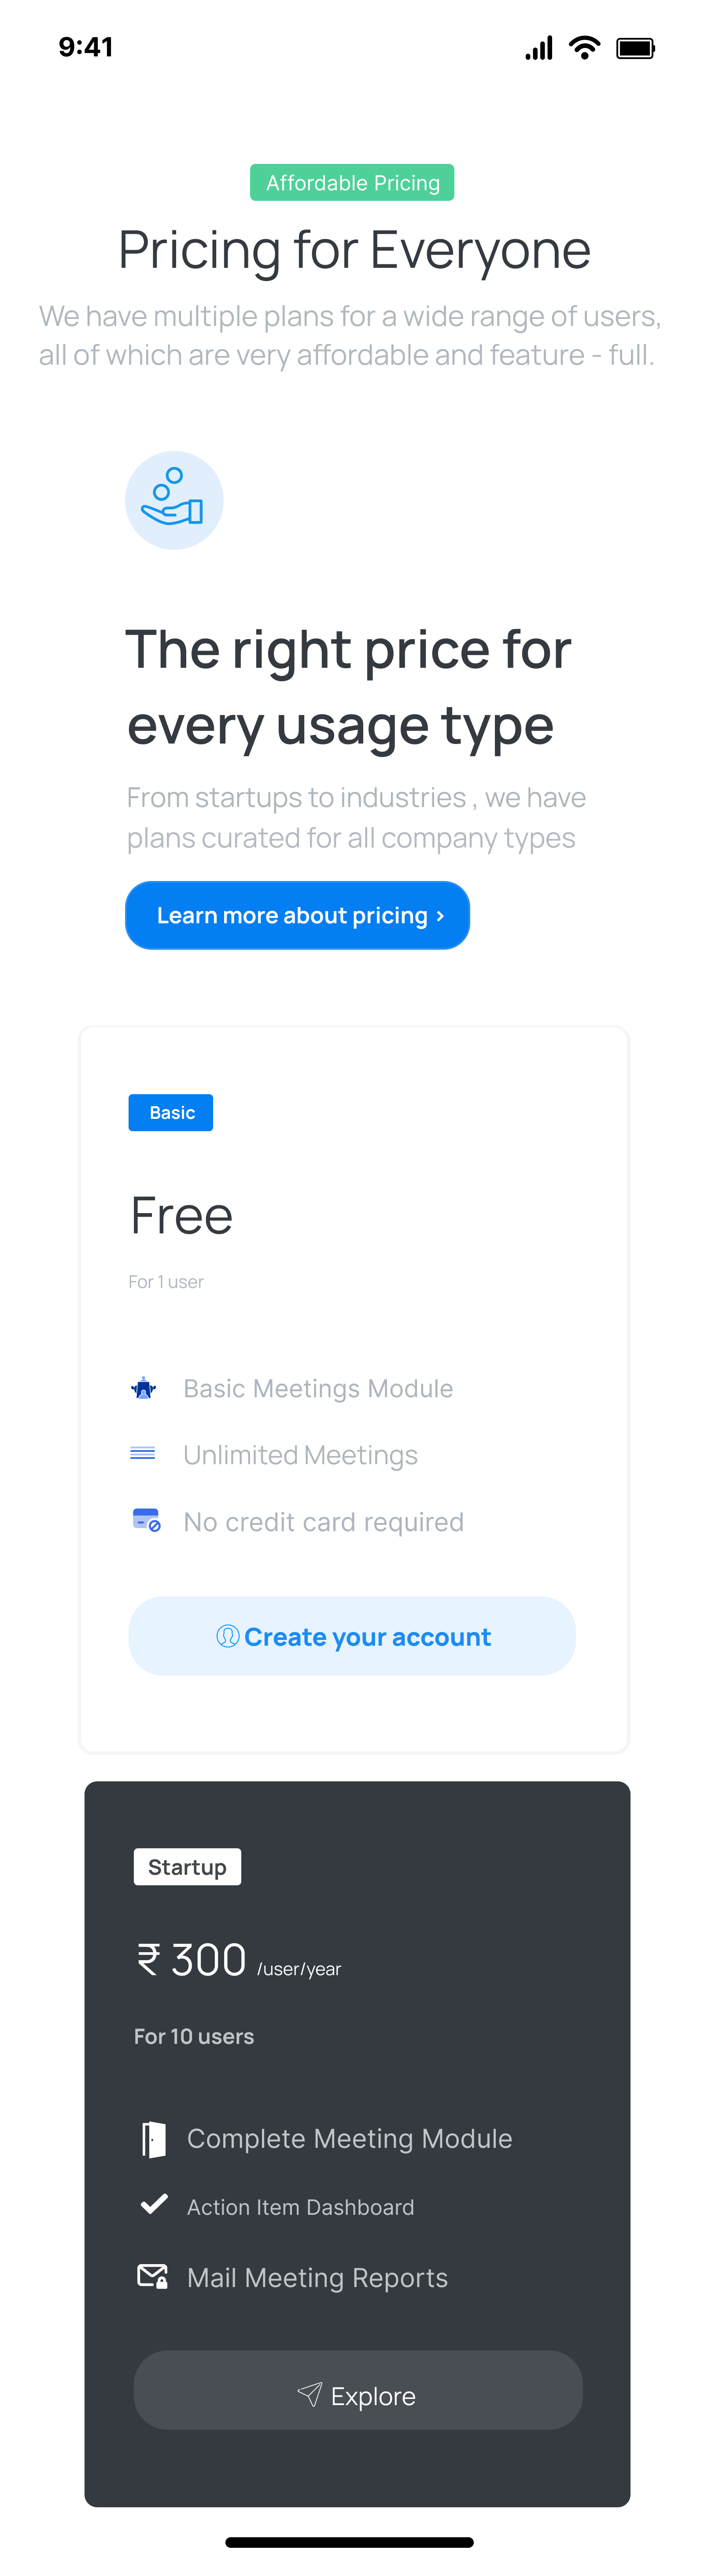 9:41
Affordable Pricing
Pricing for Everyone
We have multiple plans for a wide range of users,
all of which are very affordable and feature - full.
The right price for
every usage type
From startups to industries , we have
plans curated for all company types
Learn more about pricing ›
Basic
Free
For 1 user
Basic Meetings Module
Unlimited Meetings
No credit card required
Create your account
Startup
₹ 300 /user/year
For 10 users
Complete Meeting Module
Action Item Dashboard
Mail Meeting Reports
Explore